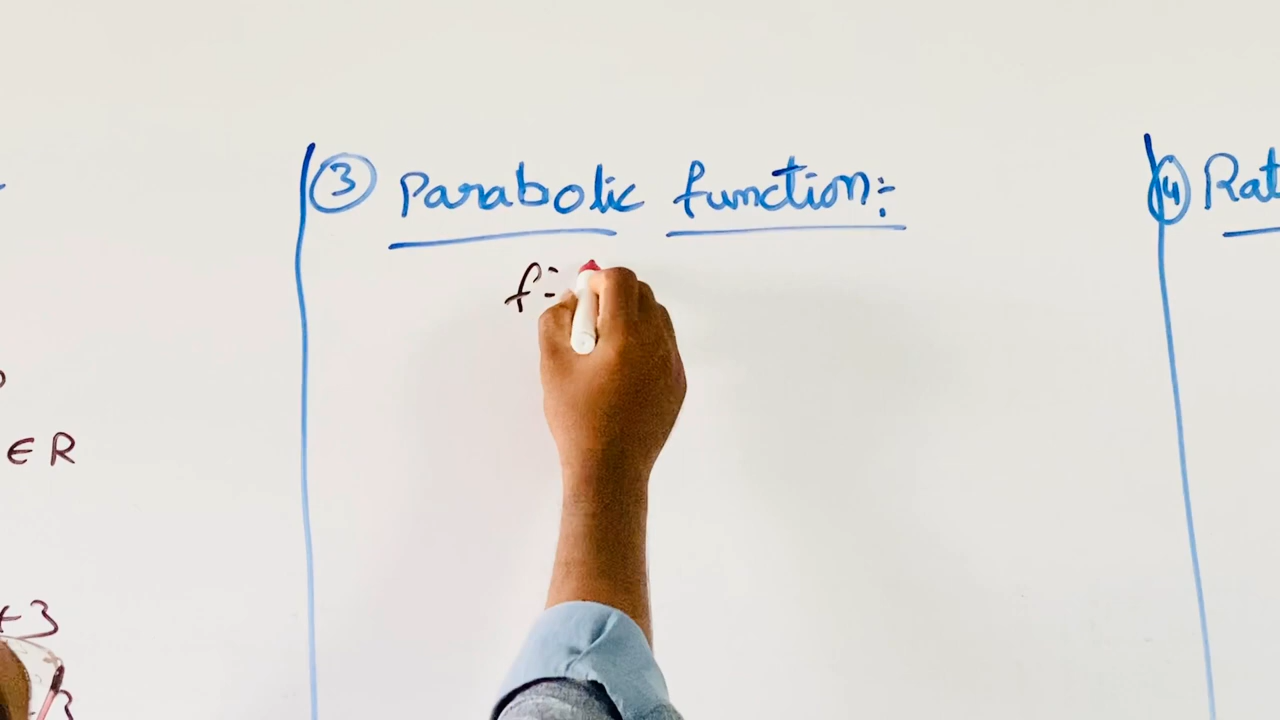 ③ Parabolic function:-
f:
④ Rat
∈ R
+3